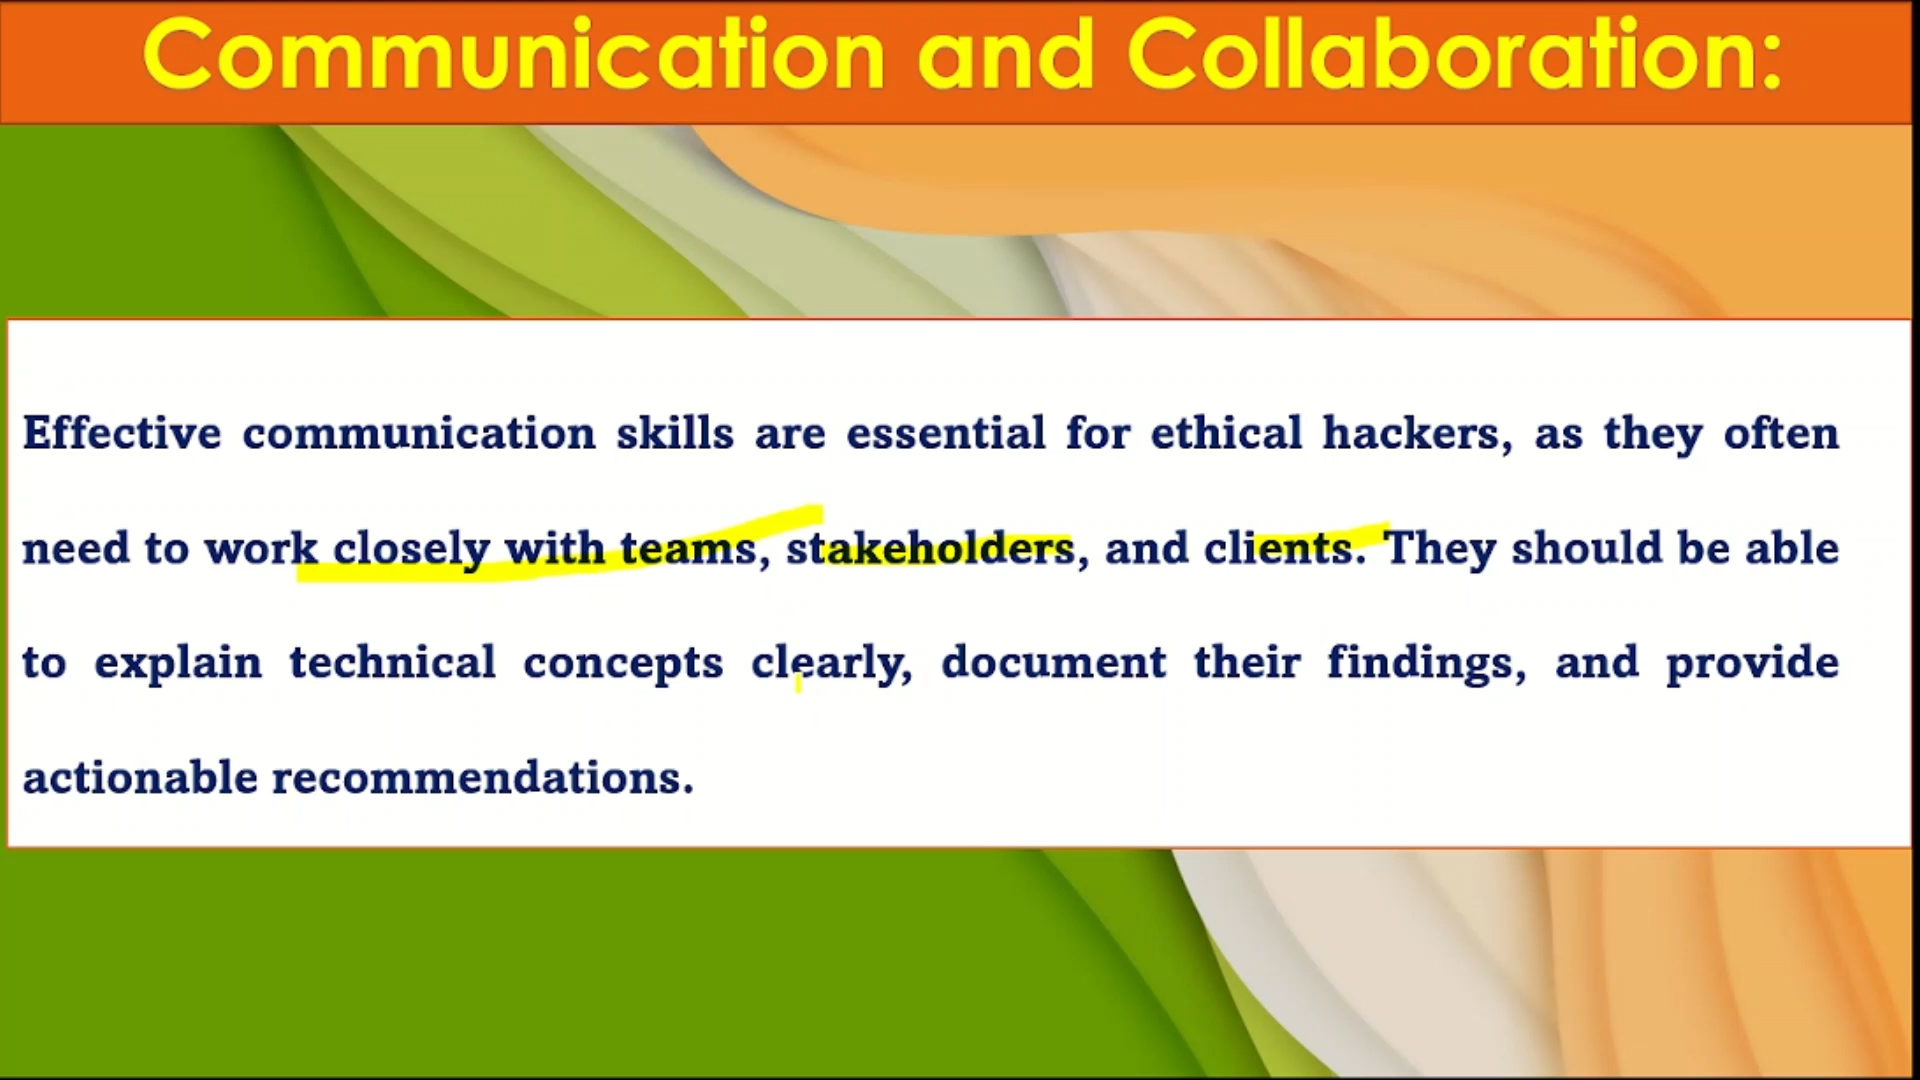 Communication and Collaboration:
Effective communication skills are essential for ethical hackers, as they often
need to work closely with teams, stakeholders, and clients. They should be able
to explain technical concepts clearly, document their findings, and provide
actionable recommendations.